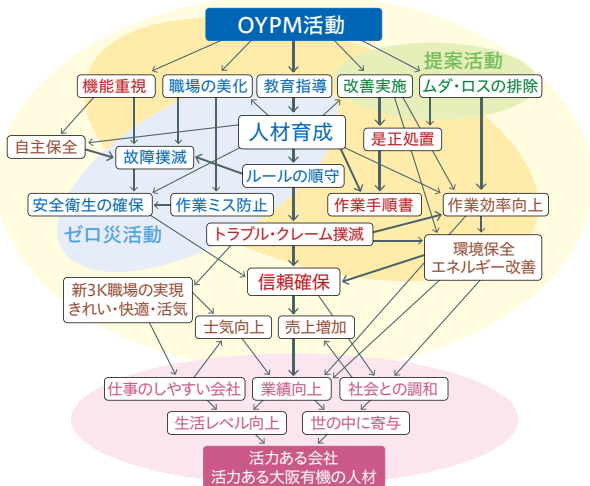 OYPM活動
提案活動
機能重視
職場の美化
教育指導
改善実施
ムダ・ロスの排除
人材育成
自主保全
故障撲滅
是正処置
ルールの順守
安全衛生の確保
作業ミス防止
作業手順書
作業効率向上
ゼロ災活動
トラブル・クレーム撲滅
環境保全
エネルギー改善
信頼確保
新3K職場の実現
きれい・快適・活気
士気向上
売上増加
仕事のしやすい会社
業績向上
社会との調和
生活レベル向上
世の中に寄与
活力ある会社
活力ある大阪有機の人材